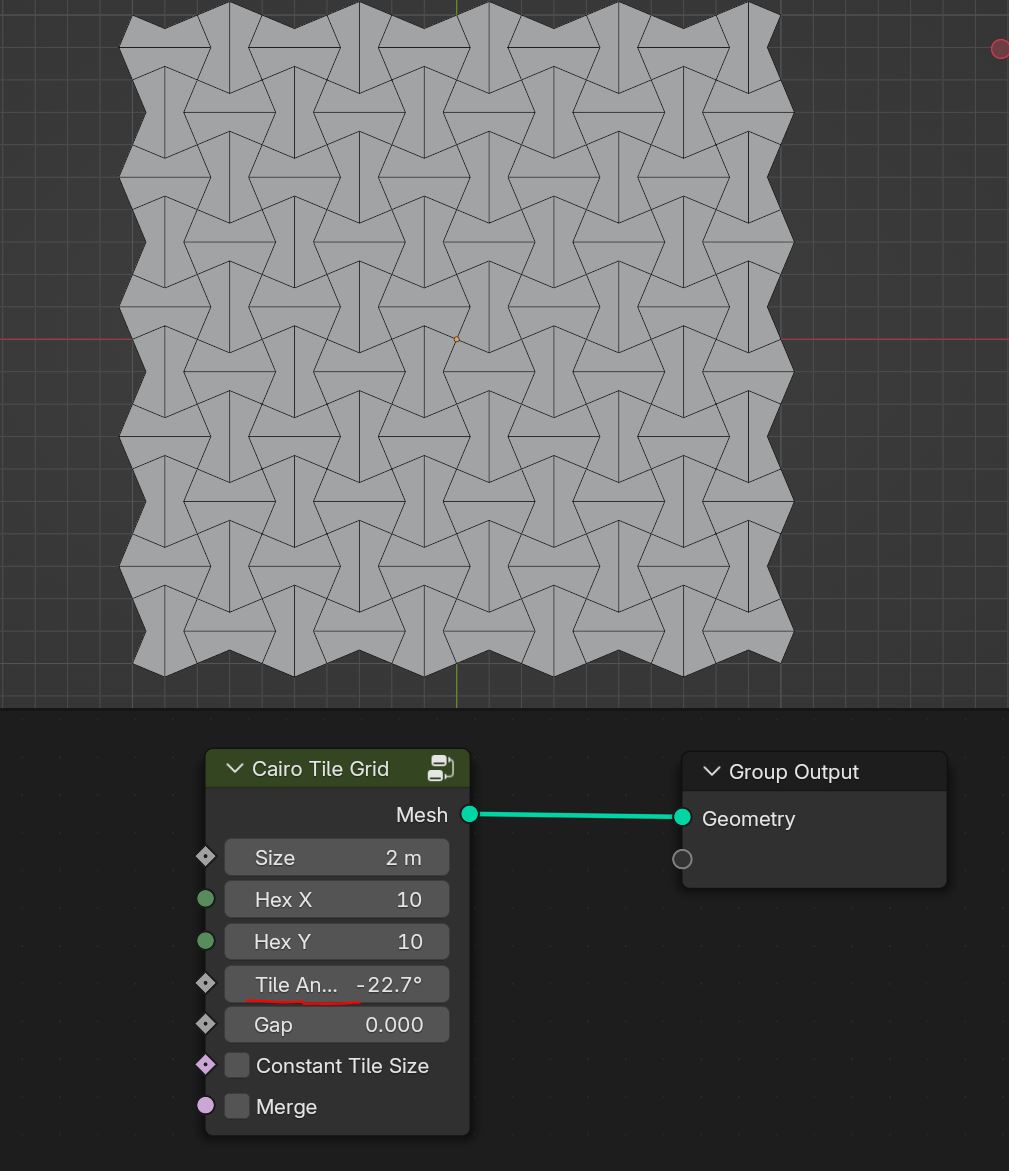 Cairo Tile Grid
Mesh
Size 2 m
Hex X 10
Hex Y 10
Tile An... -22.7°
Gap 0.000
Constant Tile Size
Merge
Group Output
Geometry